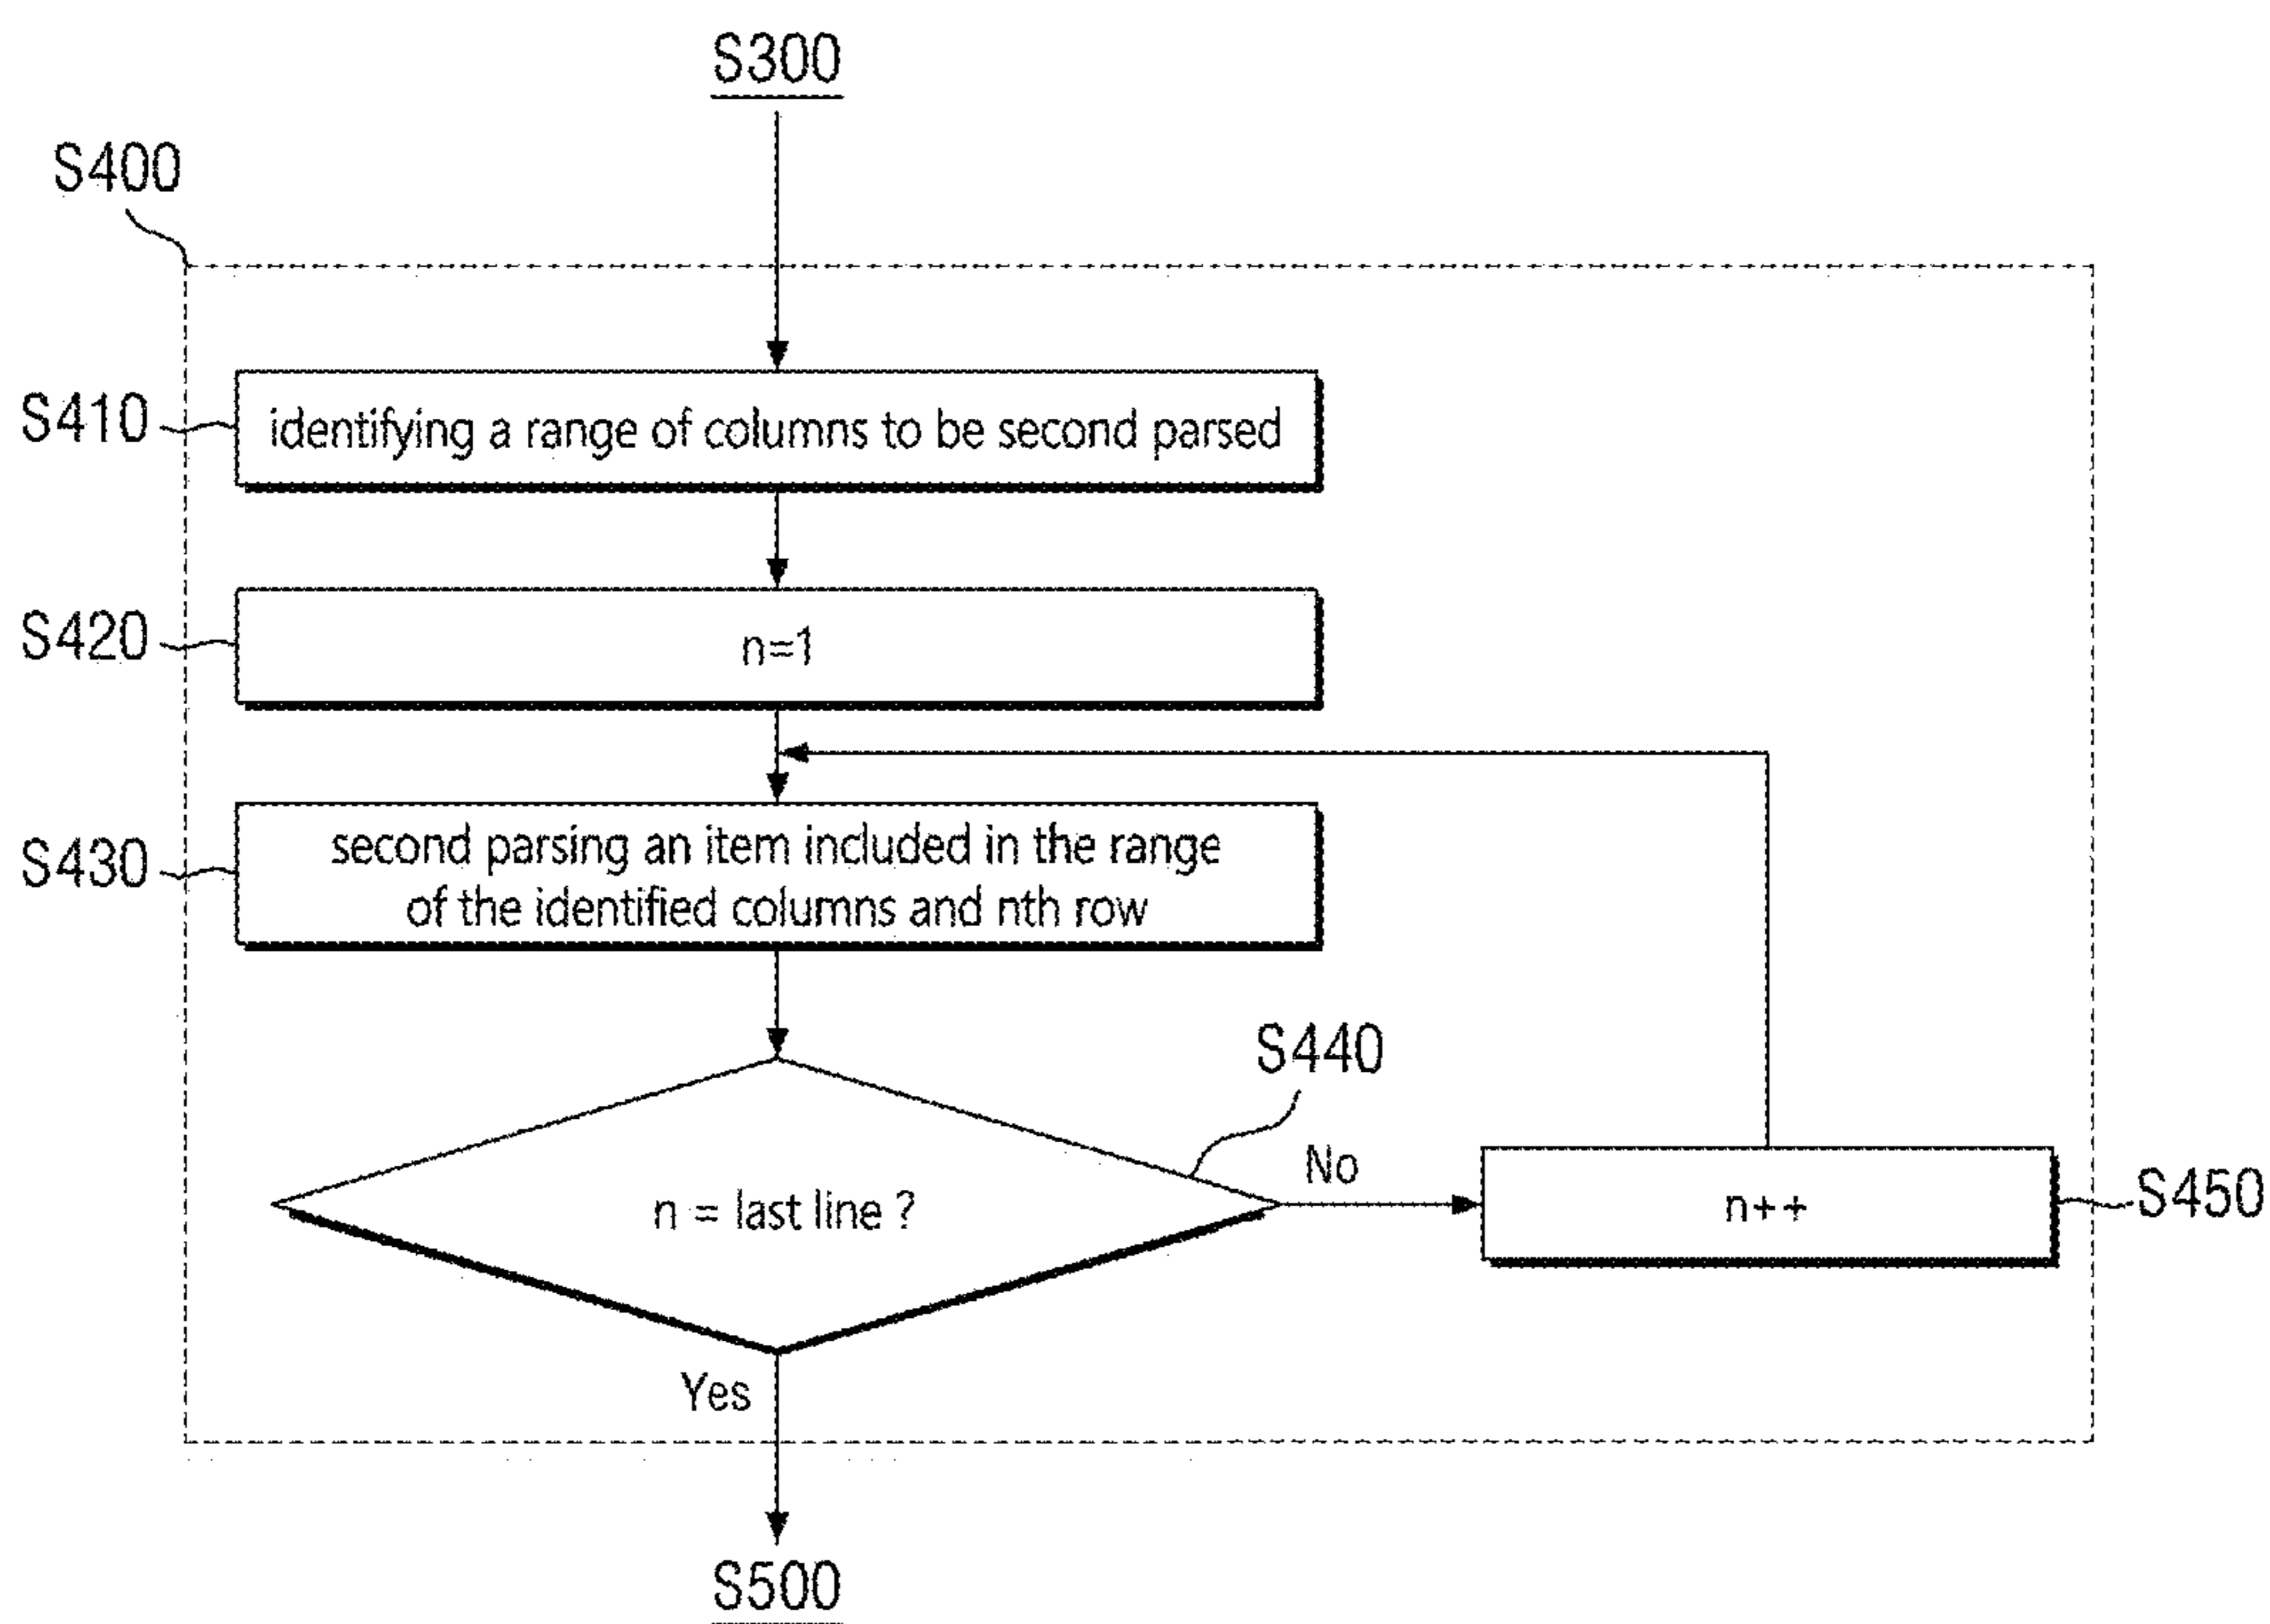 S300
S400
S410
identifying a range of columns to be second parsed
S420
n=1
S430
second parsing an item included in the range
of the identified columns and nth row
S440
n = last line ?
No
n++
S450
Yes
S500